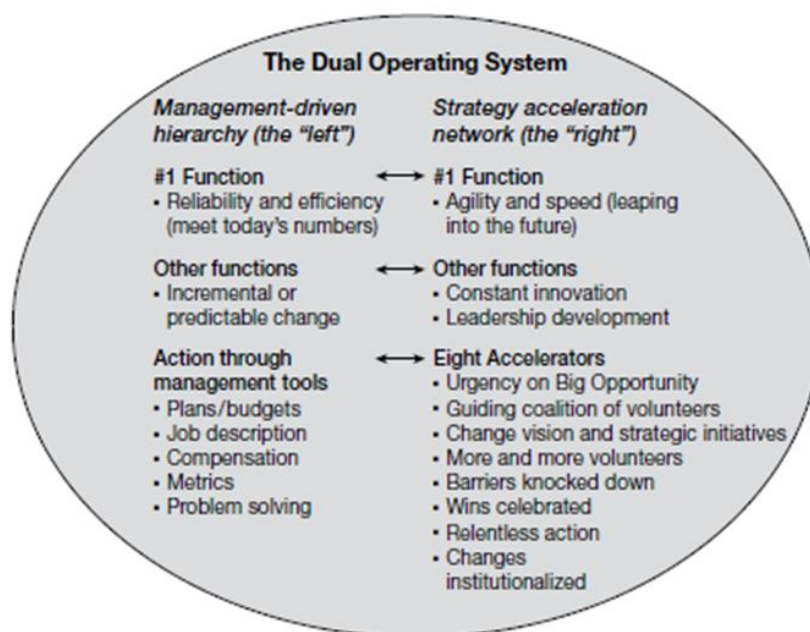 The Dual Operating System
Management-driven
hierarchy (the “left”)
Strategy acceleration
network (the “right”)
#1 Function
▪ Reliability and efficiency
(meet today’s numbers)
#1 Function
▪ Agility and speed (leaping
into the future)
Other functions
▪ Incremental or
predictable change
Other functions
▪ Constant innovation
▪ Leadership development
Action through
management tools
▪ Plans/budgets
▪ Job description
▪ Compensation
▪ Metrics
▪ Problem solving
Eight Accelerators
▪ Urgency on Big Opportunity
▪ Guiding coalition of volunteers
▪ Change vision and strategic initiatives
▪ More and more volunteers
▪ Barriers knocked down
▪ Wins celebrated
▪ Relentless action
▪ Changes
institutionalized